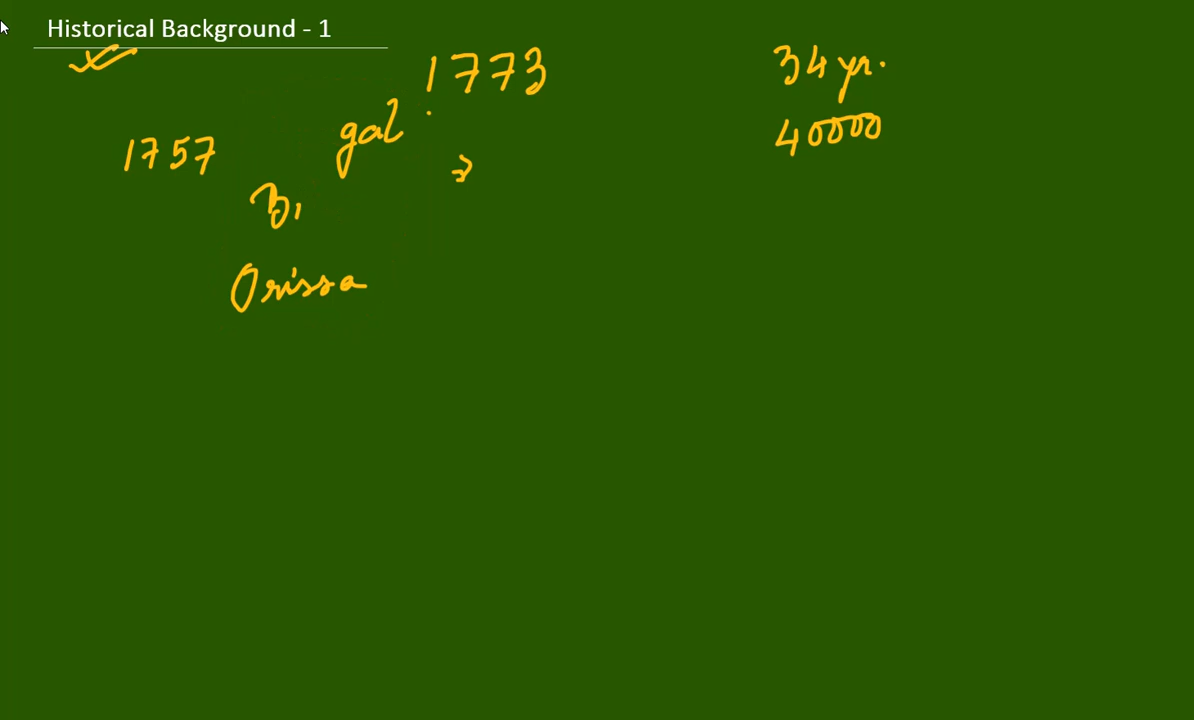 Historical Background - 1
1773
34 yr.
40000
gal
1757
Orissa